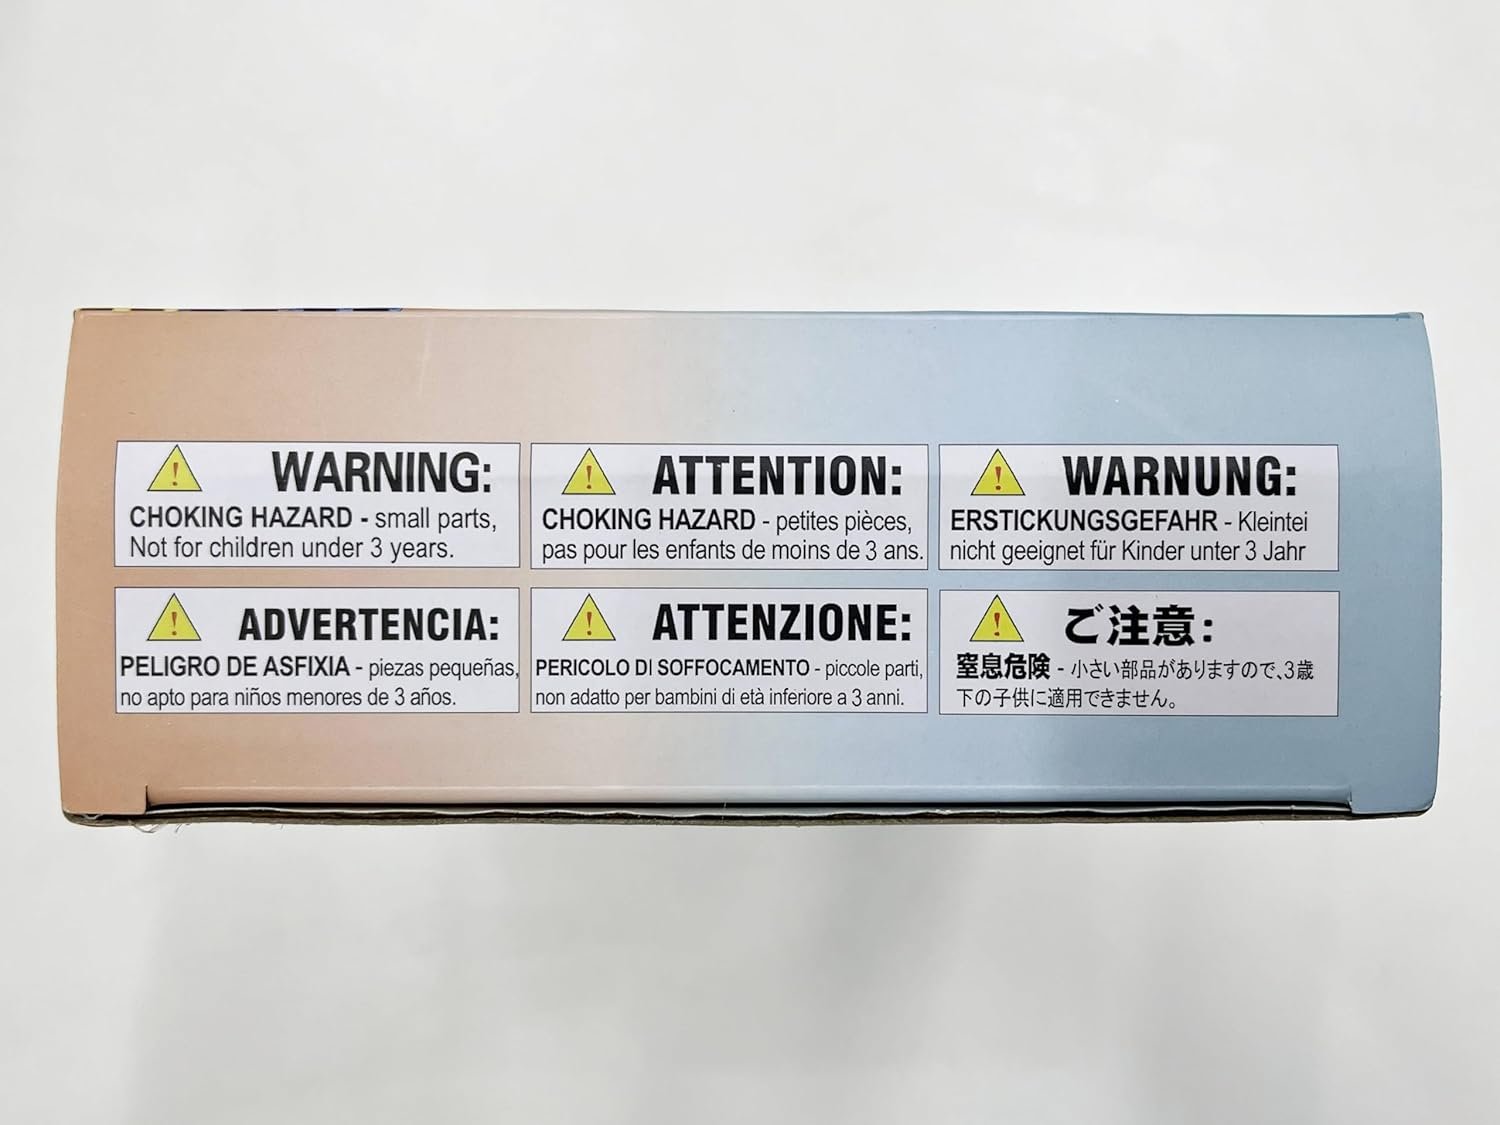 WARNING:
CHOKING HAZARD - small parts,
Not for children under 3 years.
ATTENTION:
CHOKING HAZARD - petites pièces,
pas pour les enfants de moins de 3 ans.
WARNUNG:
ERSTICKUNGSGEFAHR - Kleintei
nicht geeignet für Kinder unter 3 Jahr
ADVERTENCIA:
PELIGRO DE ASFIXIA - piezas pequeñas,
no apto para niños menores de 3 años.
ATTENZIONE:
PERICOLO DI SOFFOCAMENTO - piccole parti,
non adatto per bambini di età inferiore a 3 anni.
ご注意:
窒息危険 - 小さい部品がありますので、3歳
下の子供に適用できません。